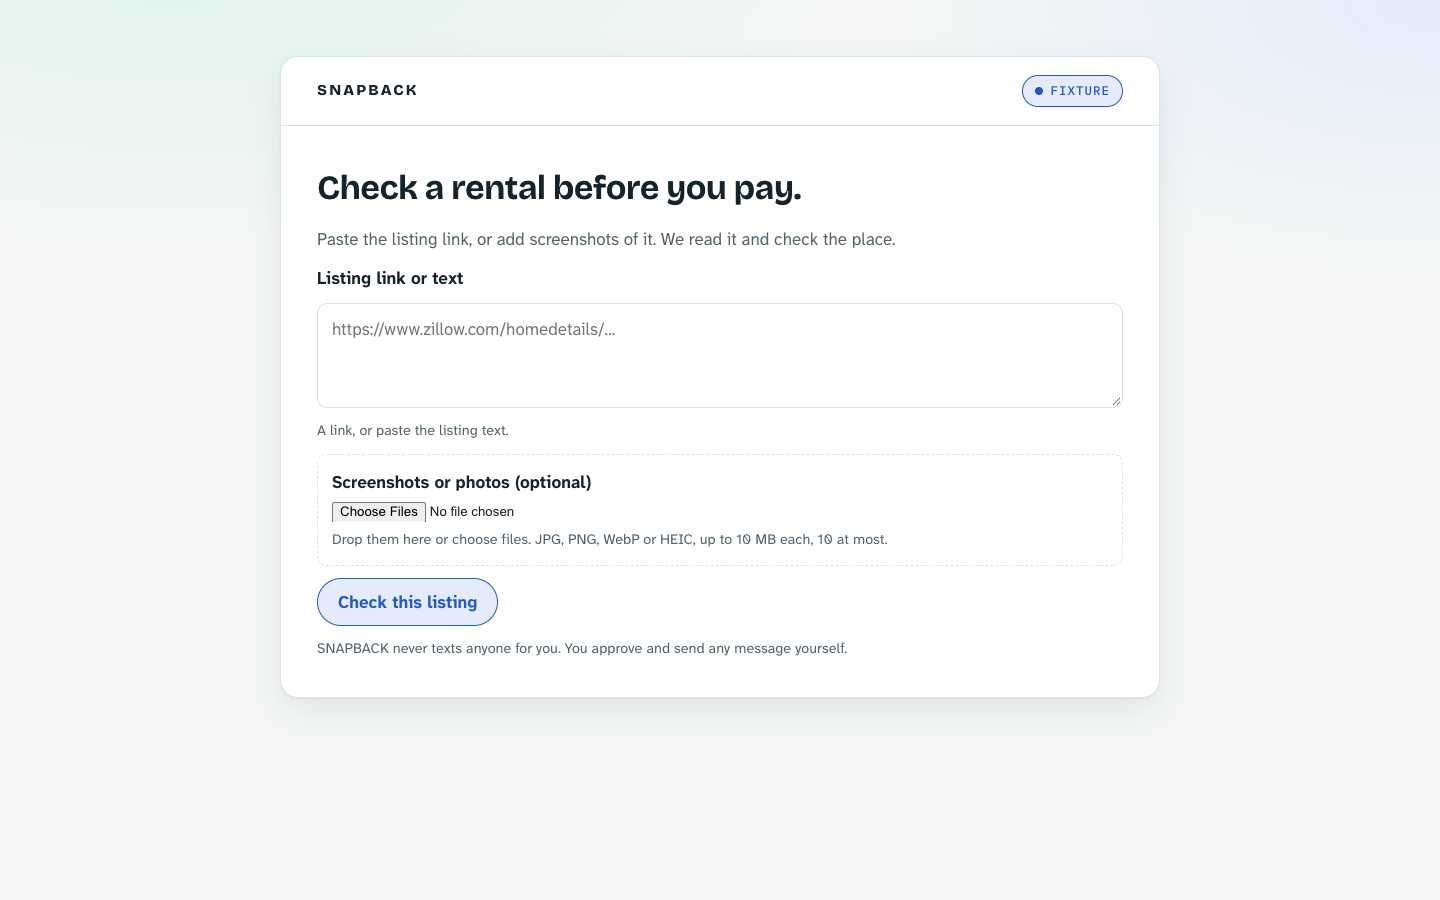 SNAPBACK
FIXTURE
Check a rental before you pay.
Paste the listing link, or add screenshots of it. We read it and check the place.
Listing link or text
https://www.zillow.com/homedetails/...
A link, or paste the listing text.
Screenshots or photos (optional)
Choose Files No file chosen
Drop them here or choose files. JPG, PNG, WebP or HEIC, up to 10 MB each, 10 at most.
Check this listing
SNAPBACK never texts anyone for you. You approve and send any message yourself.